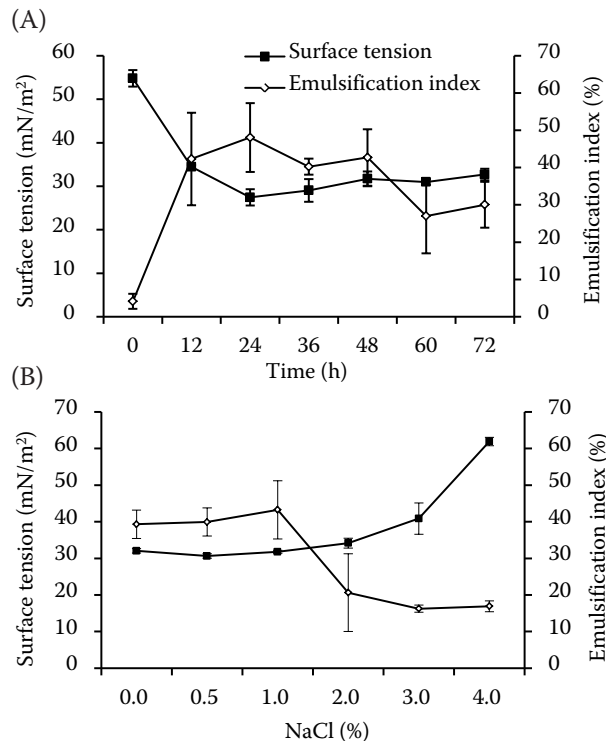 (A)
Surface tension
Emulsification index
Surface tension (mN/m²)
60
50
40
30
20
10
0
Emulsification index (%)
70
60
50
40
30
20
10
0
0 12 24 36 48 60 72
Time (h)
(B)
Surface tension (mN/m²)
70
60
50
40
30
20
10
0
Emulsification index (%)
70
60
50
40
30
20
10
0
0.0 0.5 1.0 2.0 3.0 4.0
NaCl (%)